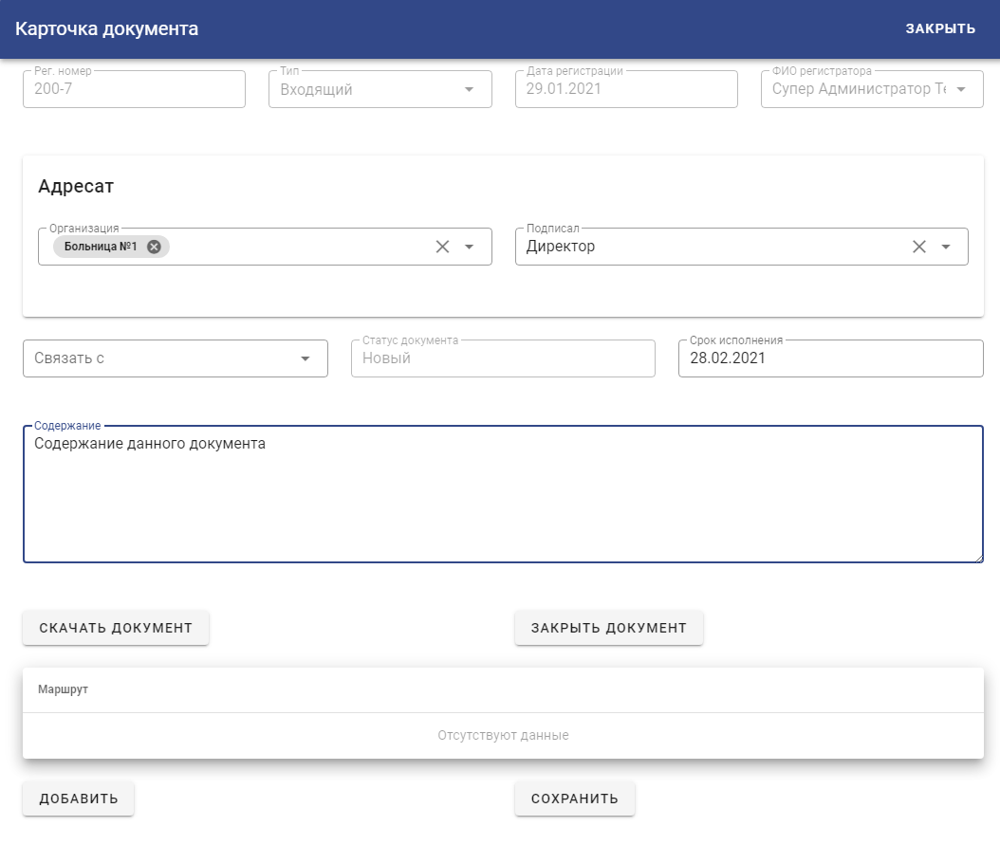 Карточка документа
ЗАКРЫТЬ
Рег. номер
200-7
Тип
Входящий
Дата регистрации
29.01.2021
ФИО регистратора
Супер Администратор Те
Адресат
Организация
Больница №1
Подписал
Директор
Связать с
Статус документа
Новый
Срок исполнения
28.02.2021
Содержание
Содержание данного документа
СКАЧАТЬ ДОКУМЕНТ
ЗАКРЫТЬ ДОКУМЕНТ
Маршрут
Отсутствуют данные
ДОБАВИТЬ
СОХРАНИТЬ